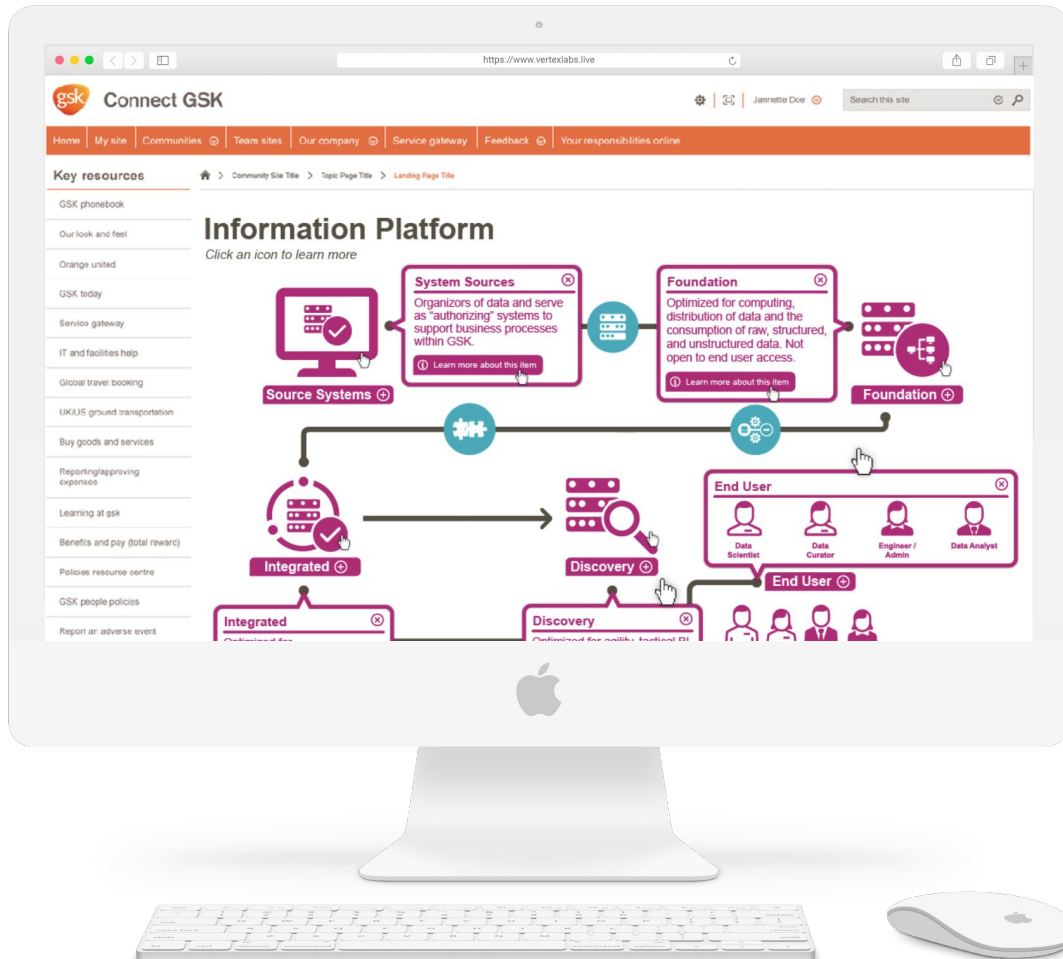 https://www.vertexlabs.live
gsk
Connect GSK
Jannette Doe
Search this site
Home
My site
Communities
Team sites
Our company
Service gateway
Feedback
Your responsibilities online
Key resources
Community Site Title > Topic Page Title > Landing Page Title
GSK phonebook
Our look and feel
Orange united
GSK today
Service gateway
IT and facilities help
Global travel booking
UK/US ground transportation
Buy goods and services
Reporting/approving
expenses
Learning at gsk
Benefits and pay (total reward)
Policies resource centre
GSK people policies
Report an adverse event
Information Platform
Click an icon to learn more
Source Systems
System Sources
Organizors of data and serve
as "authorizing" systems to
support business processes
within GSK.
Learn more about this item
Foundation
Optimized for computing,
distribution of data and the
consumption of raw, structured,
and unstructured data. Not
open to end user access.
Learn more about this item
Foundation
Integrated
Discovery
End User
Data
Scientist
Data
Curator
Engineer /
Admin
Data Analyst
End User
Integrated
Optimized for
Discovery
Optimized for agility, tactical BI